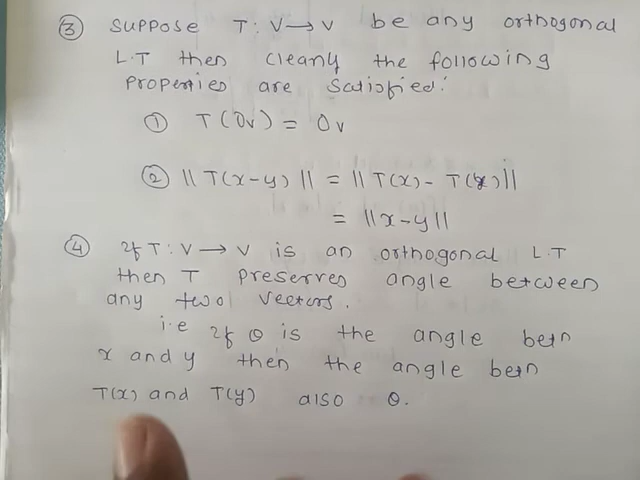 ③ Suppose T: V→V be any orthogonal
L.T then clearly the following
Properties are satisfied:
① T(0v) = 0v
② ||T(x-y)|| = ||T(x) - T(y)||
= ||x-y||
④ If T: V→V is an orthogonal L.T
then T preserves angle between
any two vectors.
i.e If θ is the angle betn
x and y then the angle betn
T(x) and T(y) also θ.